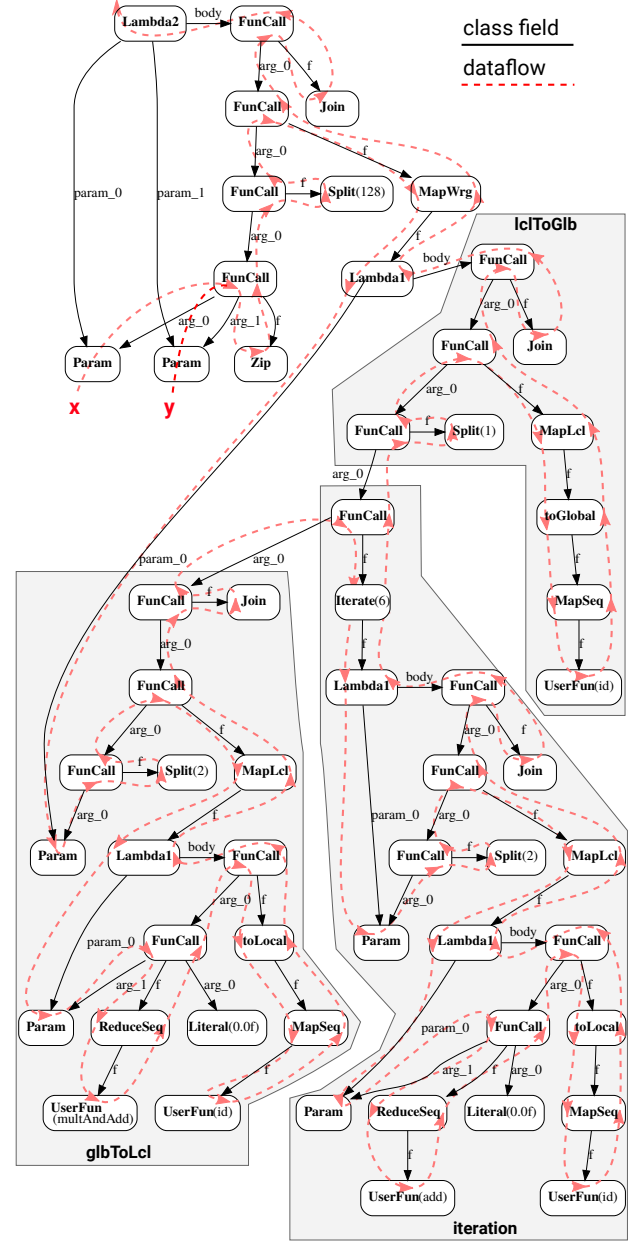 Lambda2 body FunCall class field
dataflow
arg_0 f
FunCall Join
arg_0 f
param_0 param_1 FunCall f Split(128) MapWrg
lclToGlb
arg_0 f body FunCall
FunCall Lambda1
arg_0 f
arg_0 arg_1 f FunCall Join
Param Param Zip
arg_0 f
x y
FunCall f Split(1) MapLcl
arg_0 f
FunCall toGlobal
param_0 arg_0 f f
FunCall f Join Iterate(6) MapSeq
arg_0 f f
FunCall Lambda1 body FunCall UserFun(id)
arg_0 f arg_0 f
FunCall f Split(2) MapLcl FunCall Join
arg_0 f param_0 arg_0 f
Param Lambda1 body FunCall FunCall f Split(2) MapLcl
arg_0 f arg_0 f
param_0 FunCall toLocal Param Lambda1 body FunCall
arg_1 f arg_0 f arg_0 f
Param ReduceSeq Literal(0.0f) MapSeq param_0 FunCall toLocal
f f arg_1 f arg_0 f
UserFun UserFun(id) Param ReduceSeq Literal(0.0f) MapSeq
(multAndAdd)
glbToLcl f f
UserFun(add) UserFun(id)
iteration